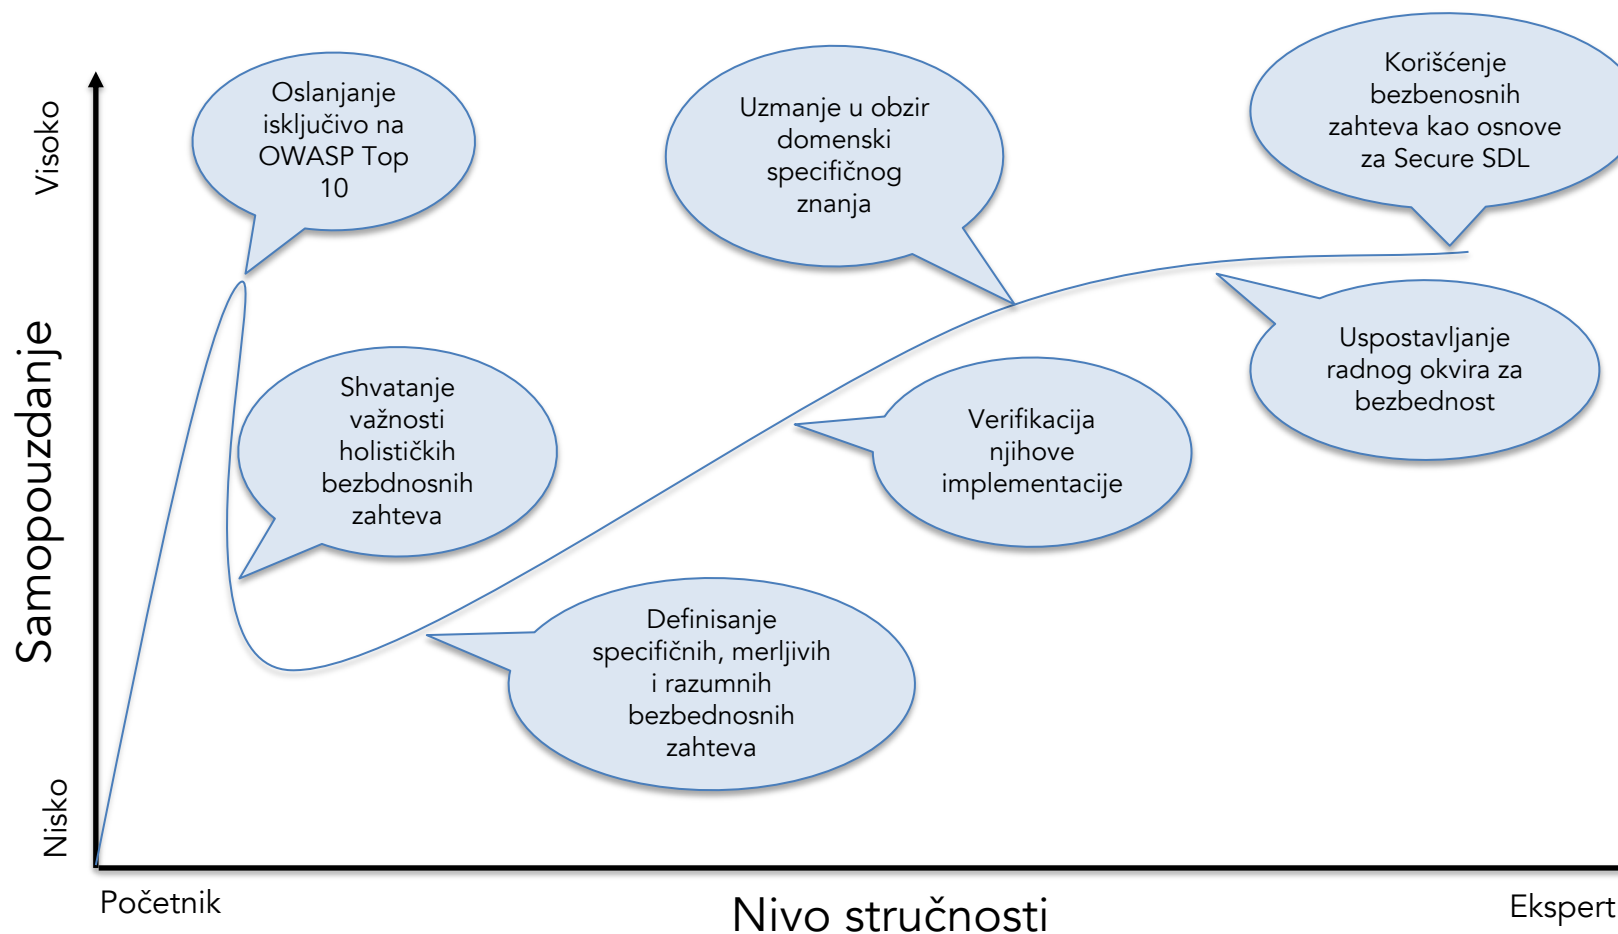 Visoko
Samopouzdanje
Nisko
Oslanjanje
isključivo na
OWASP Top
10
Shvatanje
važnosti
holističkih
bezbdnosnih
zahteva
Definisanje
specifičnih, merljivih
i razumnih
bezbednosnih
zahteva
Uzmanje u obzir
domenski
specifičnog
znanja
Verifikacija
njihove
implementacije
Korišćenje
bezbenosnih
zahteva kao osnove
za Secure SDL
Uspostavljanje
radnog okvira za
bezbednost
Početnik
Nivo stručnosti
Ekspert